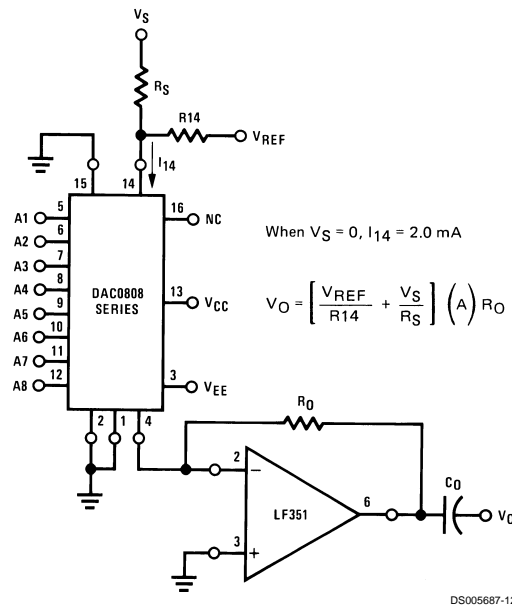 VS
RS
R14
VREF
I14
15
14
A1 5
16 NC
A2 6
A3 7
A4 8
A5 9
A6 10
A7 11
A8 12
DAC0808
SERIES
13 VCC
3 VEE
2 1 4
When VS = 0, I14 = 2.0 mA
VO = [ VREF / R14 + VS / RS ] (A) RO
RO
2
−
LF351
6
3
+
CO
DS005687-12